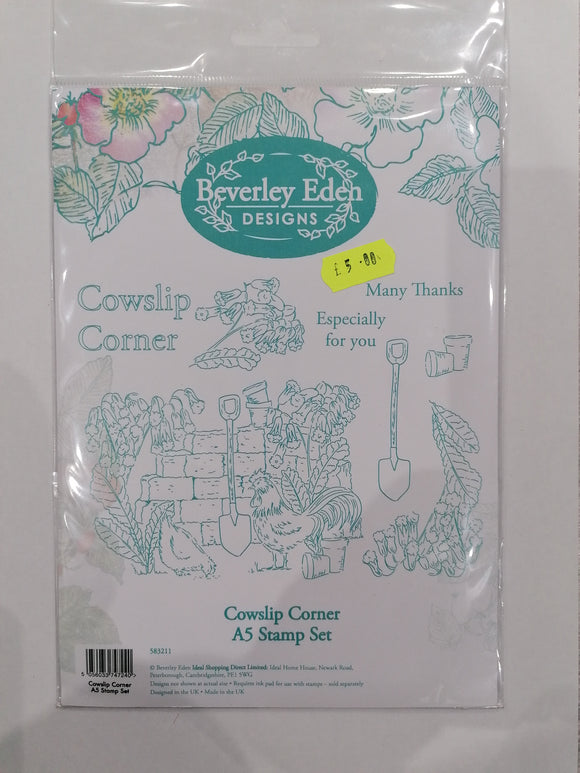 Beverley Eden
DESIGNS
£5.00
Cowslip
Corner
Many Thanks
Especially
for you
Cowslip Corner
A5 Stamp Set
583211
© Beverley Eden Ideal Shopping Direct Limited: Ideal Home House, Newark Road,
Peterborough, Cambridgeshire, PE1 5WG
Designs not shown at actual size • Requires ink pad for use with stamps - sold separately
Designed in the UK • Made in the UK
5 056033 747240 >
Cowslip Corner
A5 Stamp Set